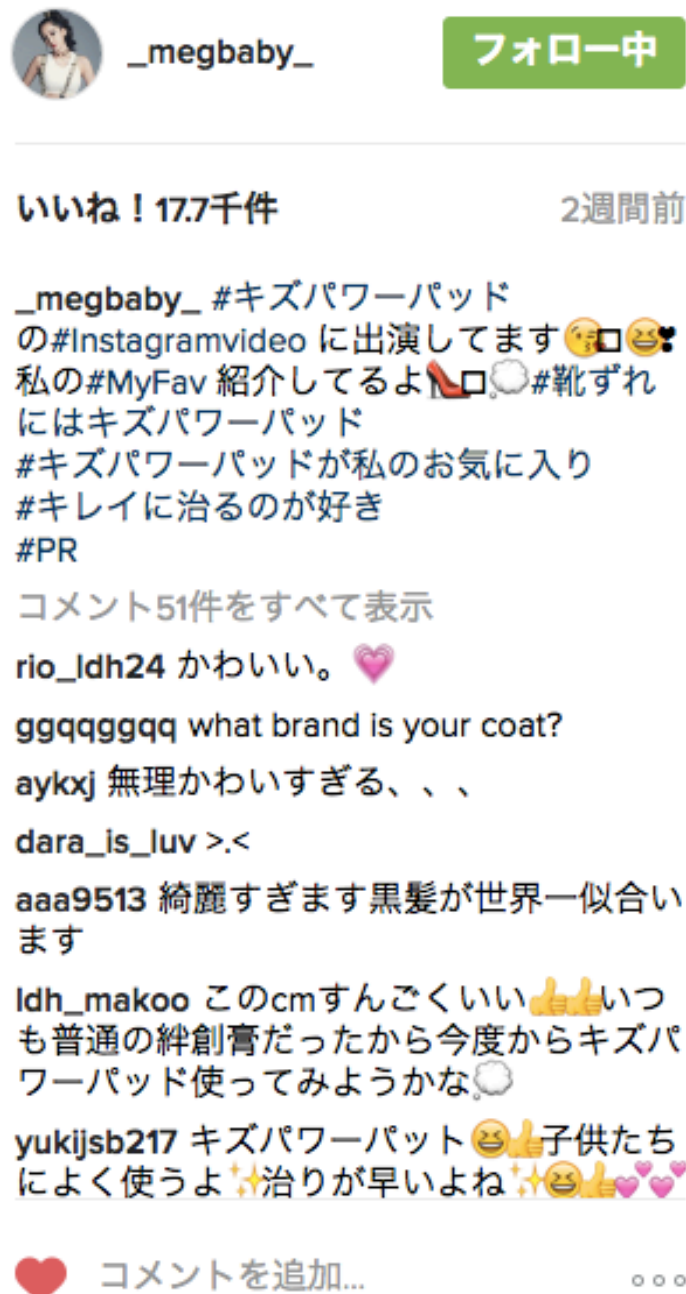 _megbaby_
フォロー中
いいね！17.7千件
2週間前
_megbaby_ #キズパワーパッド
の#Instagramvideo に出演してます😘□😆❣
私の#MyFav 紹介してるよ👠□💭#靴ずれ
にはキズパワーパッド
#キズパワーパッドが私のお気に入り
#キレイに治るのが好き
#PR
コメント51件をすべて表示
rio_ldh24 かわいい。💗
ggqqggqq what brand is your coat?
aykxj 無理かわいすぎる、、、
dara_is_luv >.<
aaa9513 綺麗すぎます黒髪が世界一似合い
ます
ldh_makoo このcmすんごくいい👍👍いつ
も普通の絆創膏だったから今度からキズパ
ワーパッド使ってみようかな💭
yukijsb217 キズパワーパット😆👍子供たち
によく使うよ✨治りが早いよね✨😆👍💕💕
コメントを追加...